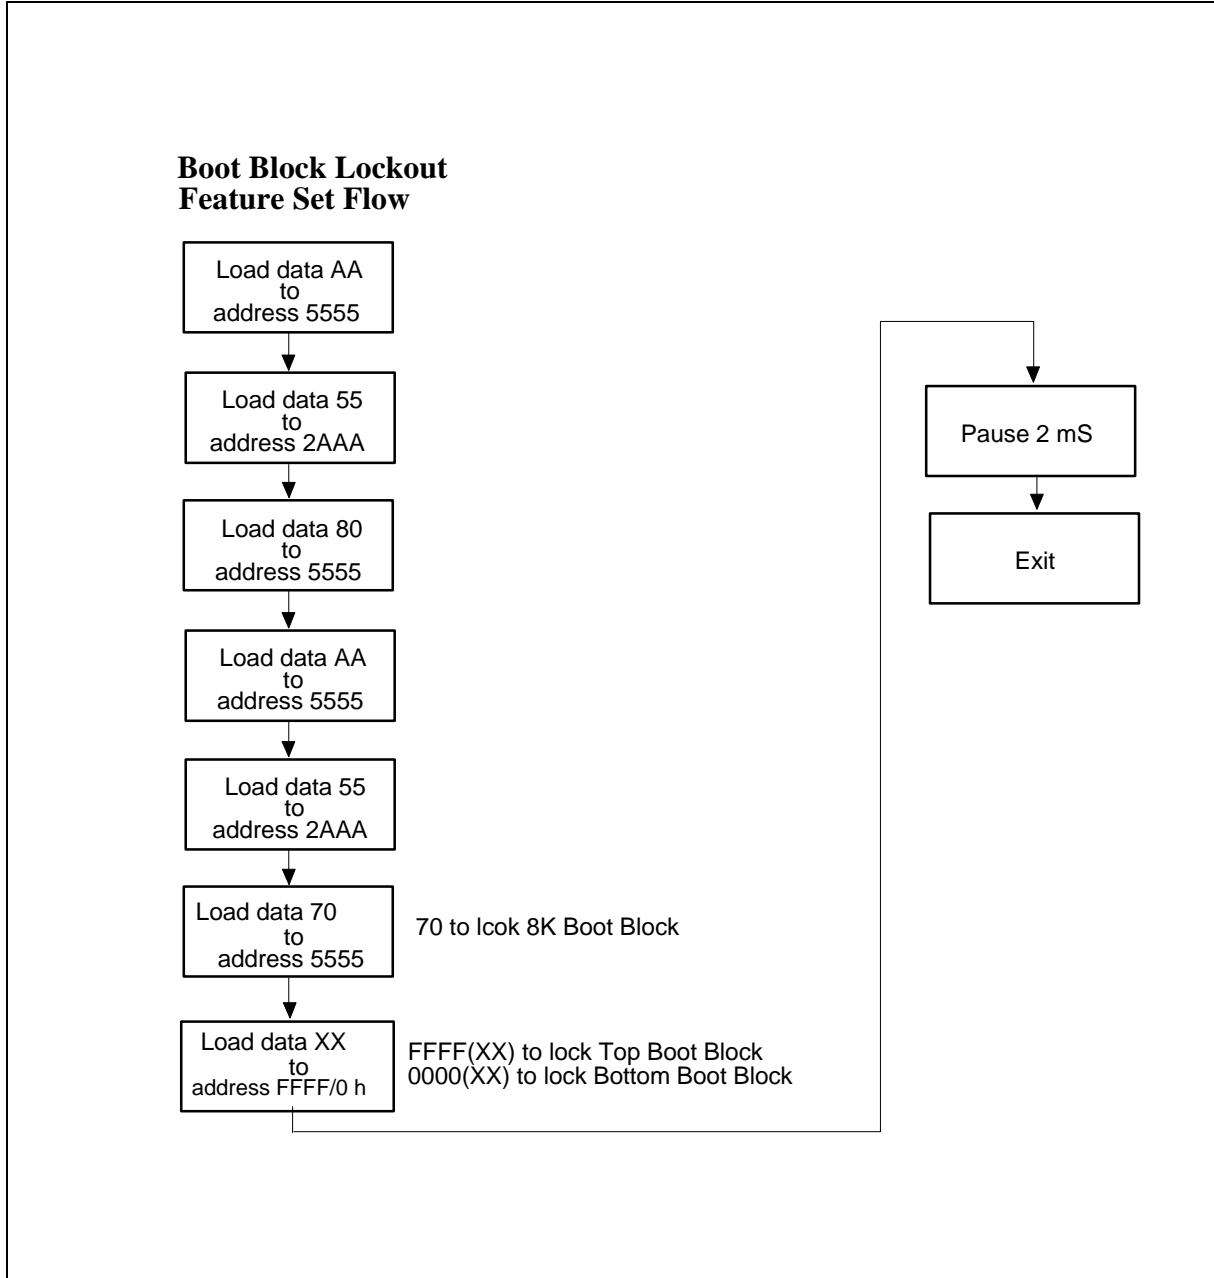 Boot Block Lockout
Feature Set Flow
Load data AA
to
address 5555
Load data 55
to
address 2AAA
Load data 80
to
address 5555
Load data AA
to
address 5555
Load data 55
to
address 2AAA
Load data 70
to
address 5555
70 to lcok 8K Boot Block
Load data XX
to
address FFFF/0 h
FFFF(XX) to lock Top Boot Block
0000(XX) to lock Bottom Boot Block
Pause 2 mS
Exit